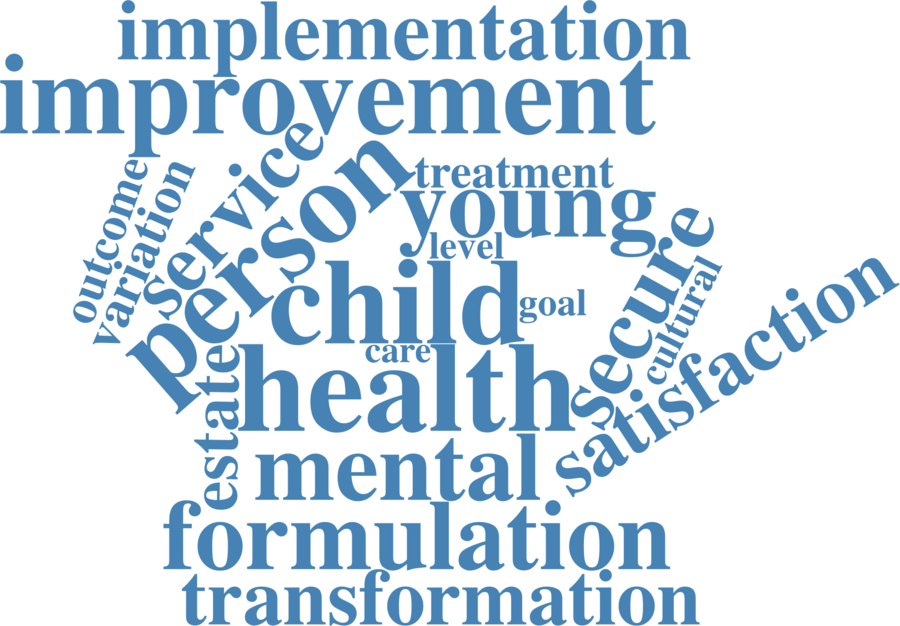 implementation
improvement
service
person
outcome
variation
treatment
young
level
secure
cultural
child
goal
satisfaction
care
health
estate
mental
formulation
transformation